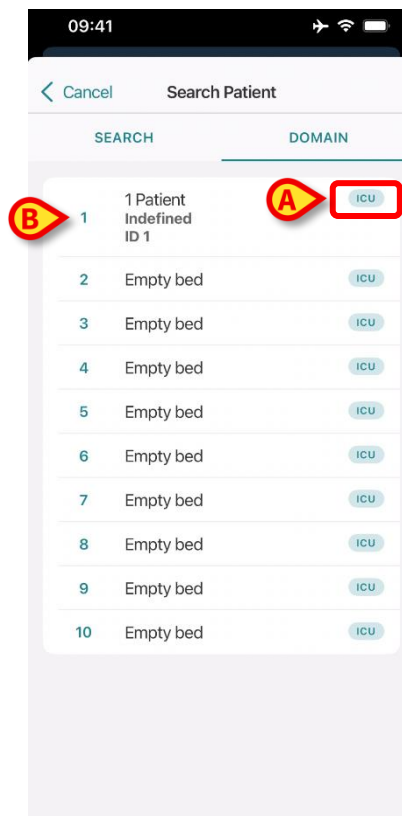 09:41
Cancel Search Patient
SEARCH DOMAIN
1 Patient A ICU
B 1 Indefined
ID 1
2 Empty bed ICU
3 Empty bed ICU
4 Empty bed ICU
5 Empty bed ICU
6 Empty bed ICU
7 Empty bed ICU
8 Empty bed ICU
9 Empty bed ICU
10 Empty bed ICU